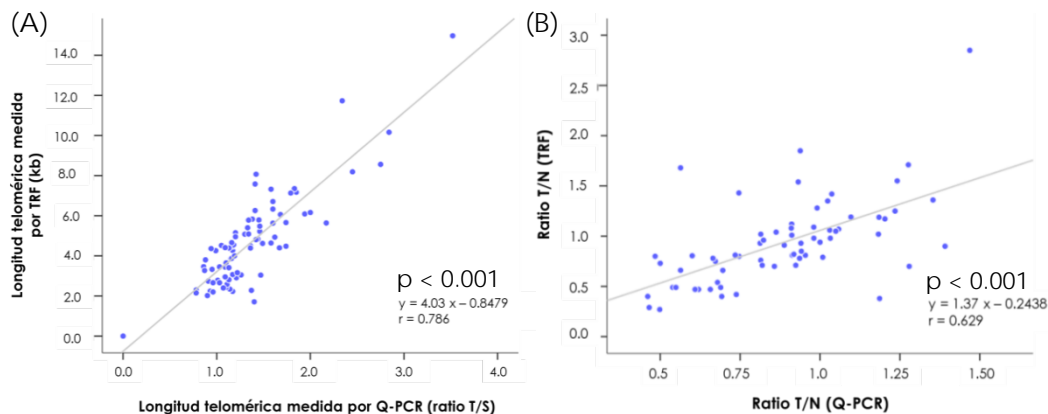 (A)
Longitud telomérica medida
por TRF (kb)
14.0
12.0
10.0
8.0
6.0
4.0
2.0
0.0
p < 0.001
y = 4.03 x – 0.8479
r = 0.786
0.0 1.0 2.0 3.0 4.0
Longitud telomérica medida por Q-PCR (ratio T/S)
(B)
Ratio T/N (TRF)
3.0
2.5
2.0
1.5
1.0
0.5
0.0
p < 0.001
y = 1.37 x – 0.2438
r = 0.629
0.5 0.75 1.0 1.25 1.50
Ratio T/N (Q-PCR)